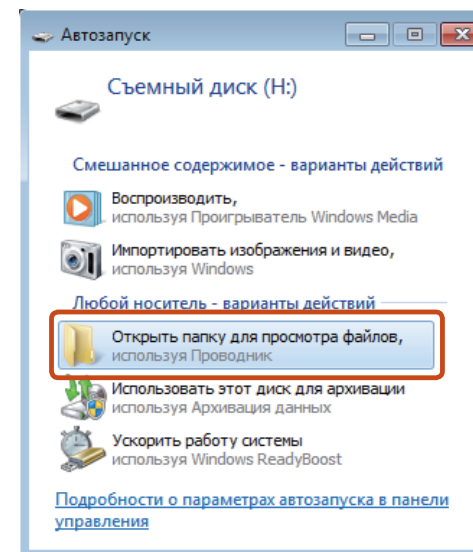 Автозапуск
Съемный диск (H:)
Смешанное содержимое - варианты действий
Воспроизводить,
используя Проигрыватель Windows Media
Импортировать изображения и видео,
используя Windows
Любой носитель - варианты действий
Открыть папку для просмотра файлов,
используя Проводник
Использовать этот диск для архивации
используя Архивация данных
Ускорить работу системы
используя Windows ReadyBoost
Подробности о параметрах автозапуска в панели
управления